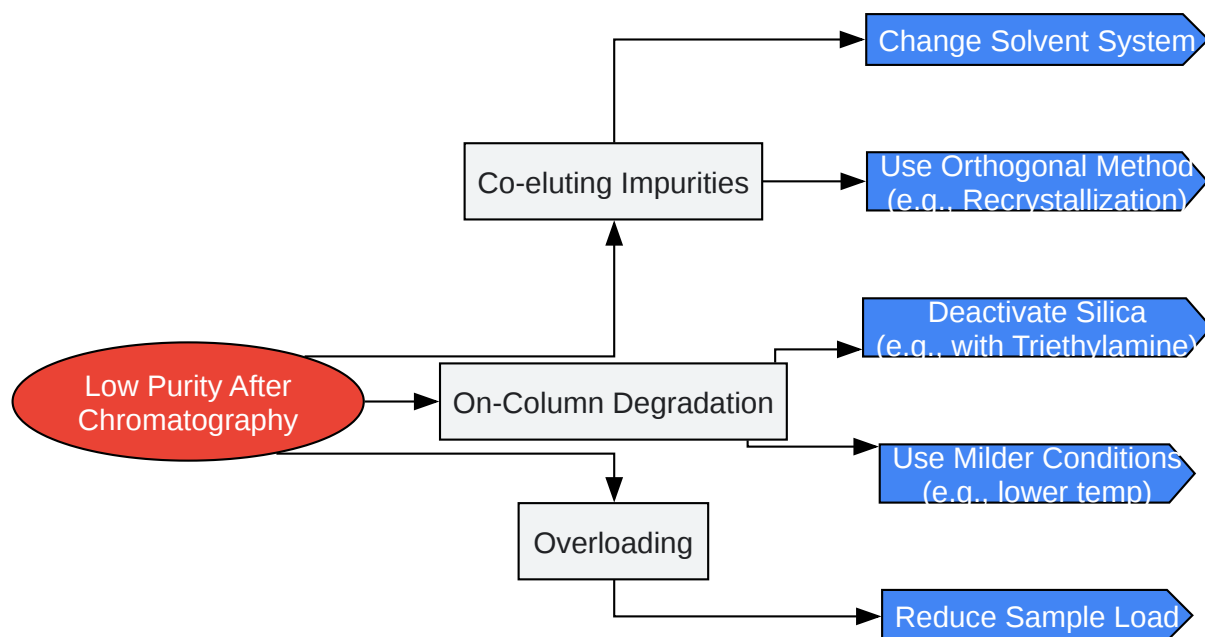 Change Solvent System
Co-eluting Impurities
Use Orthogonal Method
(e.g., Recrystallization)
Low Purity After
Chromatography
On-Column Degradation
Deactivate Silica
(e.g., with Triethylamine)
Use Milder Conditions
(e.g., lower temp)
Overloading
Reduce Sample Load